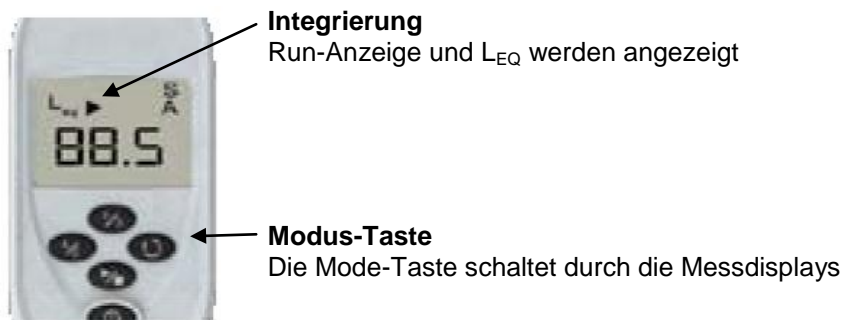 Integrierung
Run-Anzeige und LEQ werden angezeigt
Leq
S
A
88.5
Modus-Taste
Die Mode-Taste schaltet durch die Messdisplays